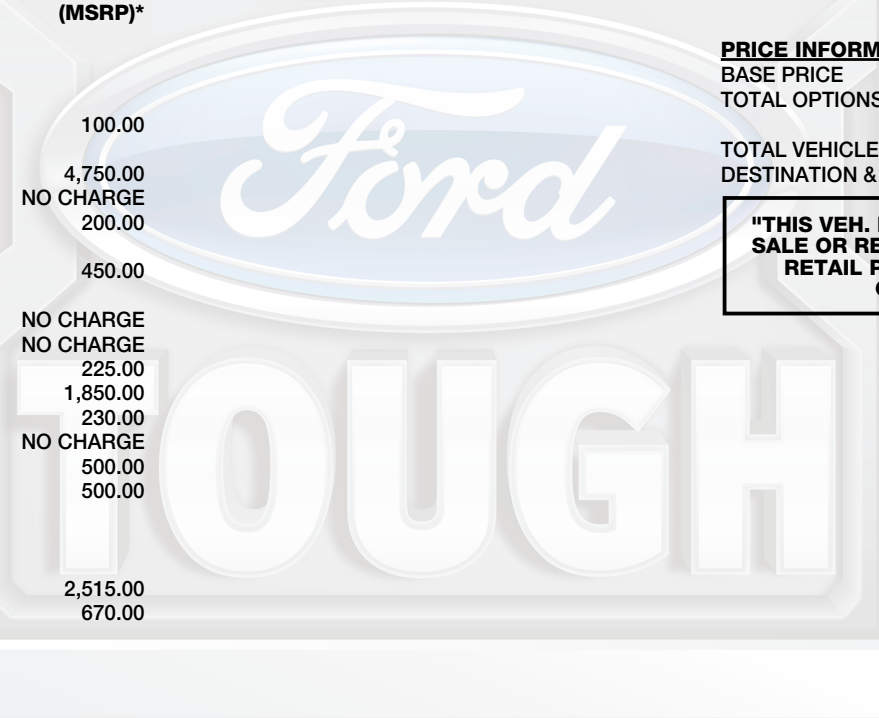 (MSRP)*
100.00
4,750.00
NO CHARGE
200.00
450.00
NO CHARGE
NO CHARGE
225.00
1,850.00
230.00
NO CHARGE
500.00
500.00
2,515.00
670.00
PRICE INFORM
BASE PRICE
TOTAL OPTIONS
TOTAL VEHICLE
DESTINATION &
"THIS VEH.
SALE OR RE
RETAIL P
Ford
TOUGH